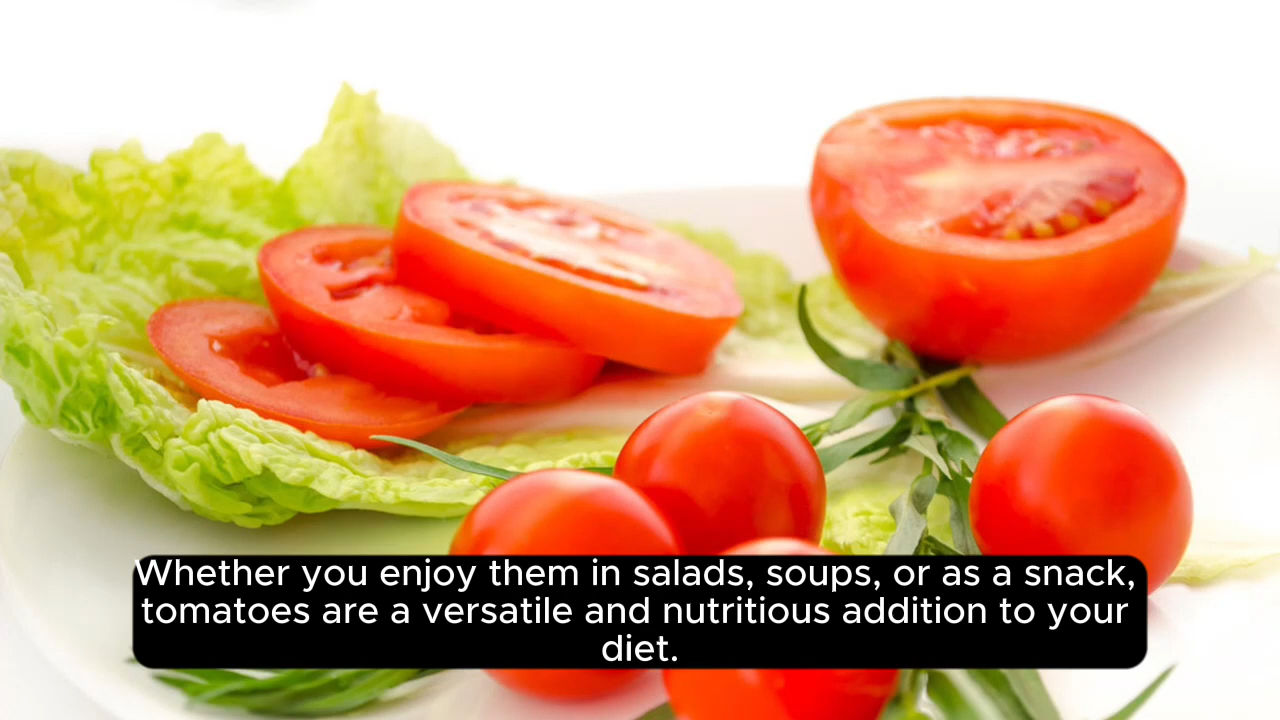 Whether you enjoy them in salads, soups, or as a snack,
tomatoes are a versatile and nutritious addition to your
diet.